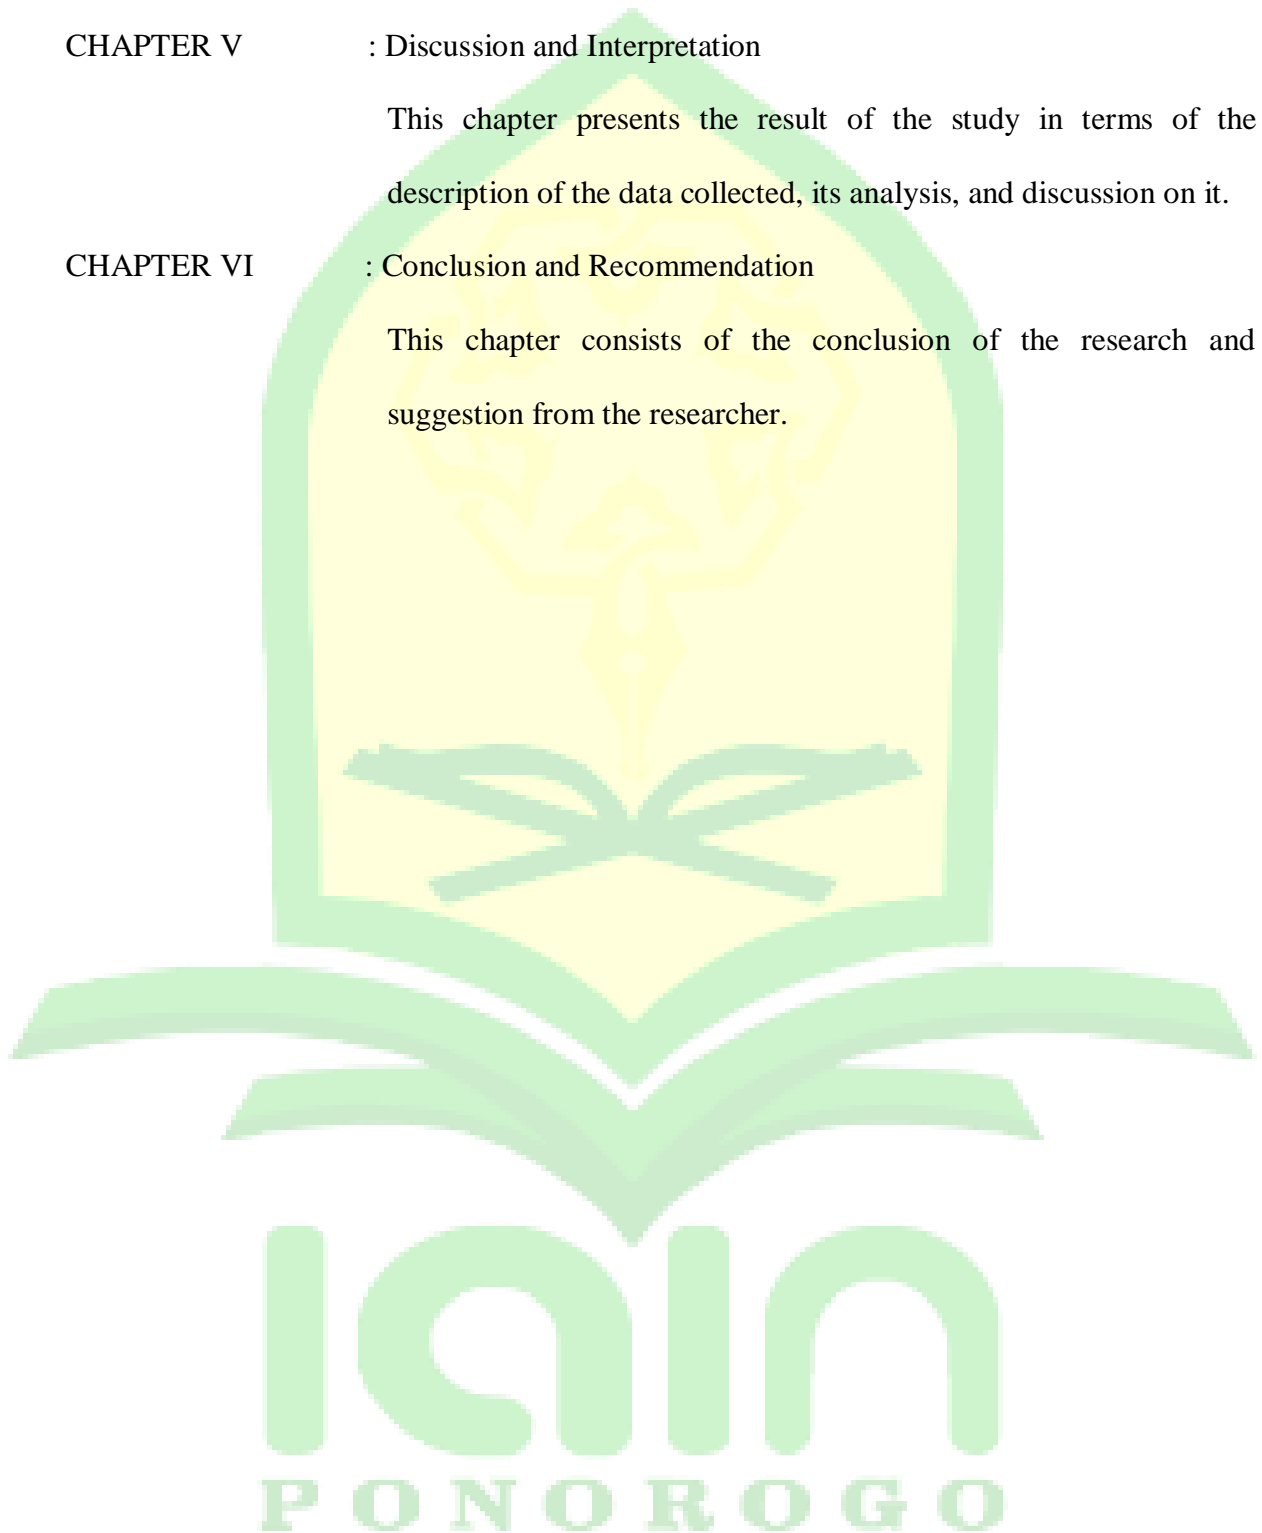 CHAPTER V : Discussion and Interpretation
This chapter presents the result of the study in terms of the
description of the data collected, its analysis, and discussion on it.
CHAPTER VI : Conclusion and Recommendation
This chapter consists of the conclusion of the research and
suggestion from the researcher.
IAIN
PONOROGO